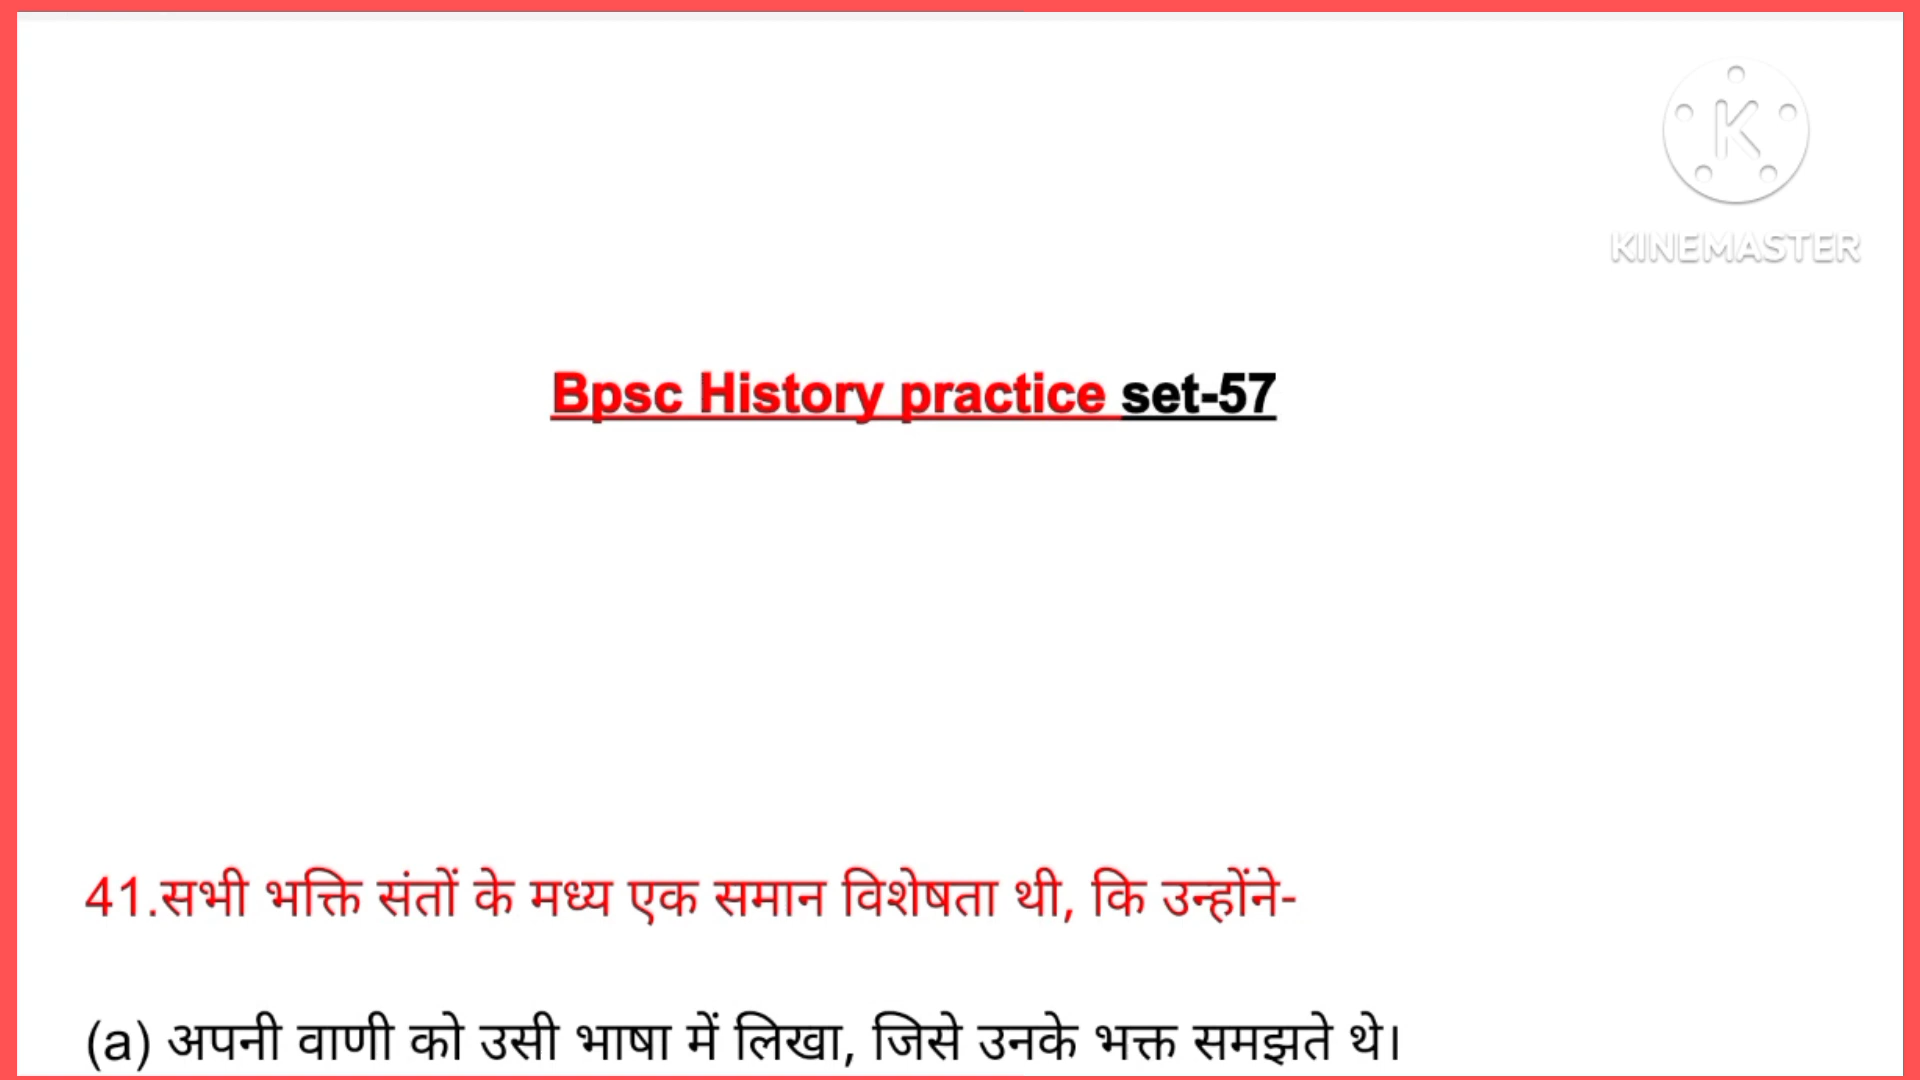 K
KINEMASTER
Bpsc History practice set-57
41.सभी भक्ति संतों के मध्य एक समान विशेषता थी, कि उन्होंने-
(a) अपनी वाणी को उसी भाषा में लिखा, जिसे उनके भक्त समझते थे।